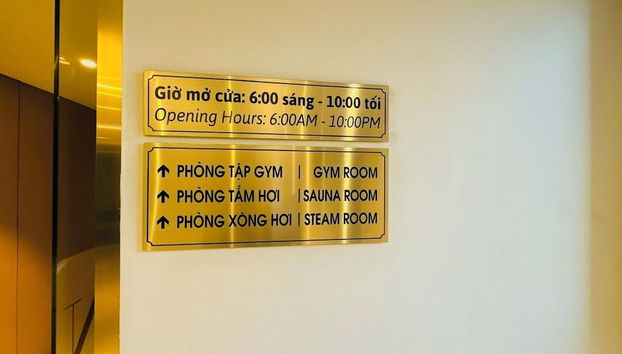 Giờ mở cửa: 6:00 sáng - 10:00 tối
Opening Hours: 6:00AM - 10:00PM
↑ PHÒNG TẬP GYM | GYM ROOM
↑ PHÒNG TẮM HƠI | SAUNA ROOM
↑ PHÒNG XÔNG HƠI | STEAM ROOM